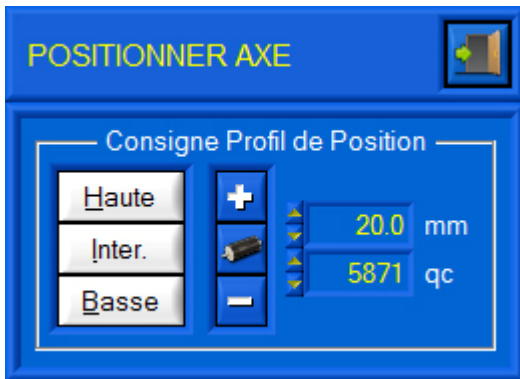 POSITIONNER AXE
Consigne Profil de Position
Haute
Inter.
Basse
20.0 mm
5871 qc